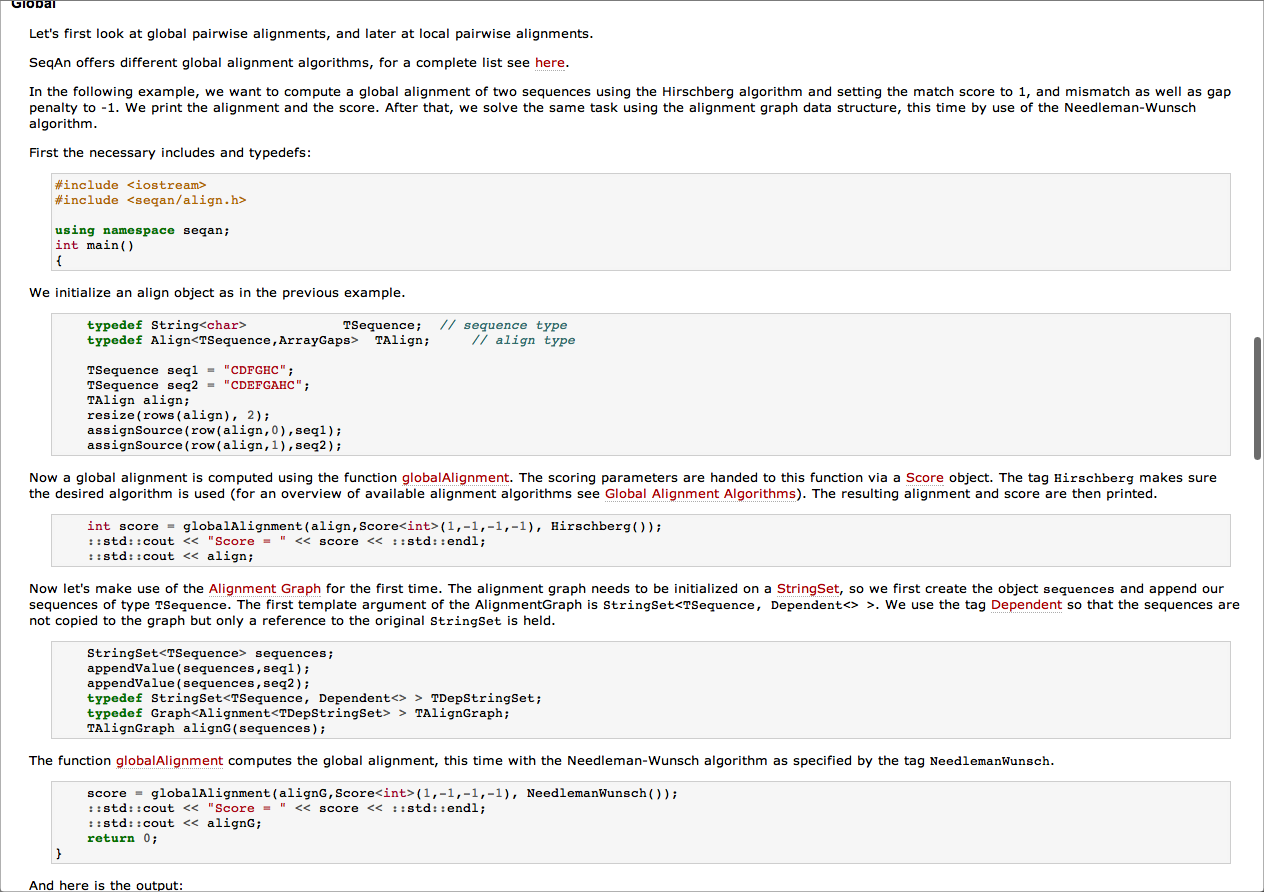 Global
Let's first look at global pairwise alignments, and later at local pairwise alignments.
SeqAn offers different global alignment algorithms, for a complete list see here.
In the following example, we want to compute a global alignment of two sequences using the Hirschberg algorithm and setting the match score to 1, and mismatch as well as gap
penalty to -1. We print the alignment and the score. After that, we solve the same task using the alignment graph data structure, this time by use of the Needleman-Wunsch
algorithm.
First the necessary includes and typedefs:
#include <iostream>
#include <seqan/align.h>
using namespace seqan;
int main()
{
We initialize an align object as in the previous example.
typedef String<char>            TSequence;  // sequence type
typedef Align<TSequence,ArrayGaps>  TAlign;     // align type
TSequence seq1 = "CDFGHC";
TSequence seq2 = "CDEFGAHC";
TAlign align;
resize(rows(align), 2);
assignSource(row(align,0),seq1);
assignSource(row(align,1),seq2);
Now a global alignment is computed using the function globalAlignment. The scoring parameters are handed to this function via a Score object. The tag Hirschberg makes sure
the desired algorithm is used (for an overview of available alignment algorithms see Global Alignment Algorithms). The resulting alignment and score are then printed.
int score = globalAlignment(align,Score<int>(1,-1,-1,-1), Hirschberg());
::std::cout << "Score = " << score << ::std::endl;
::std::cout << align;
Now let's make use of the Alignment Graph for the first time. The alignment graph needs to be initialized on a StringSet, so we first create the object sequences and append our
sequences of type TSequence. The first template argument of the AlignmentGraph is StringSet<TSequence, Dependent<> >. We use the tag Dependent so that the sequences are
not copied to the graph but only a reference to the original StringSet is held.
StringSet<TSequence> sequences;
appendValue(sequences,seq1);
appendValue(sequences,seq2);
typedef StringSet<TSequence, Dependent<> > TDepStringSet;
typedef Graph<Alignment<TDepStringSet> > TAlignGraph;
TAlignGraph alignG(sequences);
The function globalAlignment computes the global alignment, this time with the Needleman-Wunsch algorithm as specified by the tag NeedlemanWunsch.
score = globalAlignment(alignG,Score<int>(1,-1,-1,-1), NeedlemanWunsch());
::std::cout << "Score = " << score << ::std::endl;
::std::cout << alignG;
return 0;
}
And here is the output: